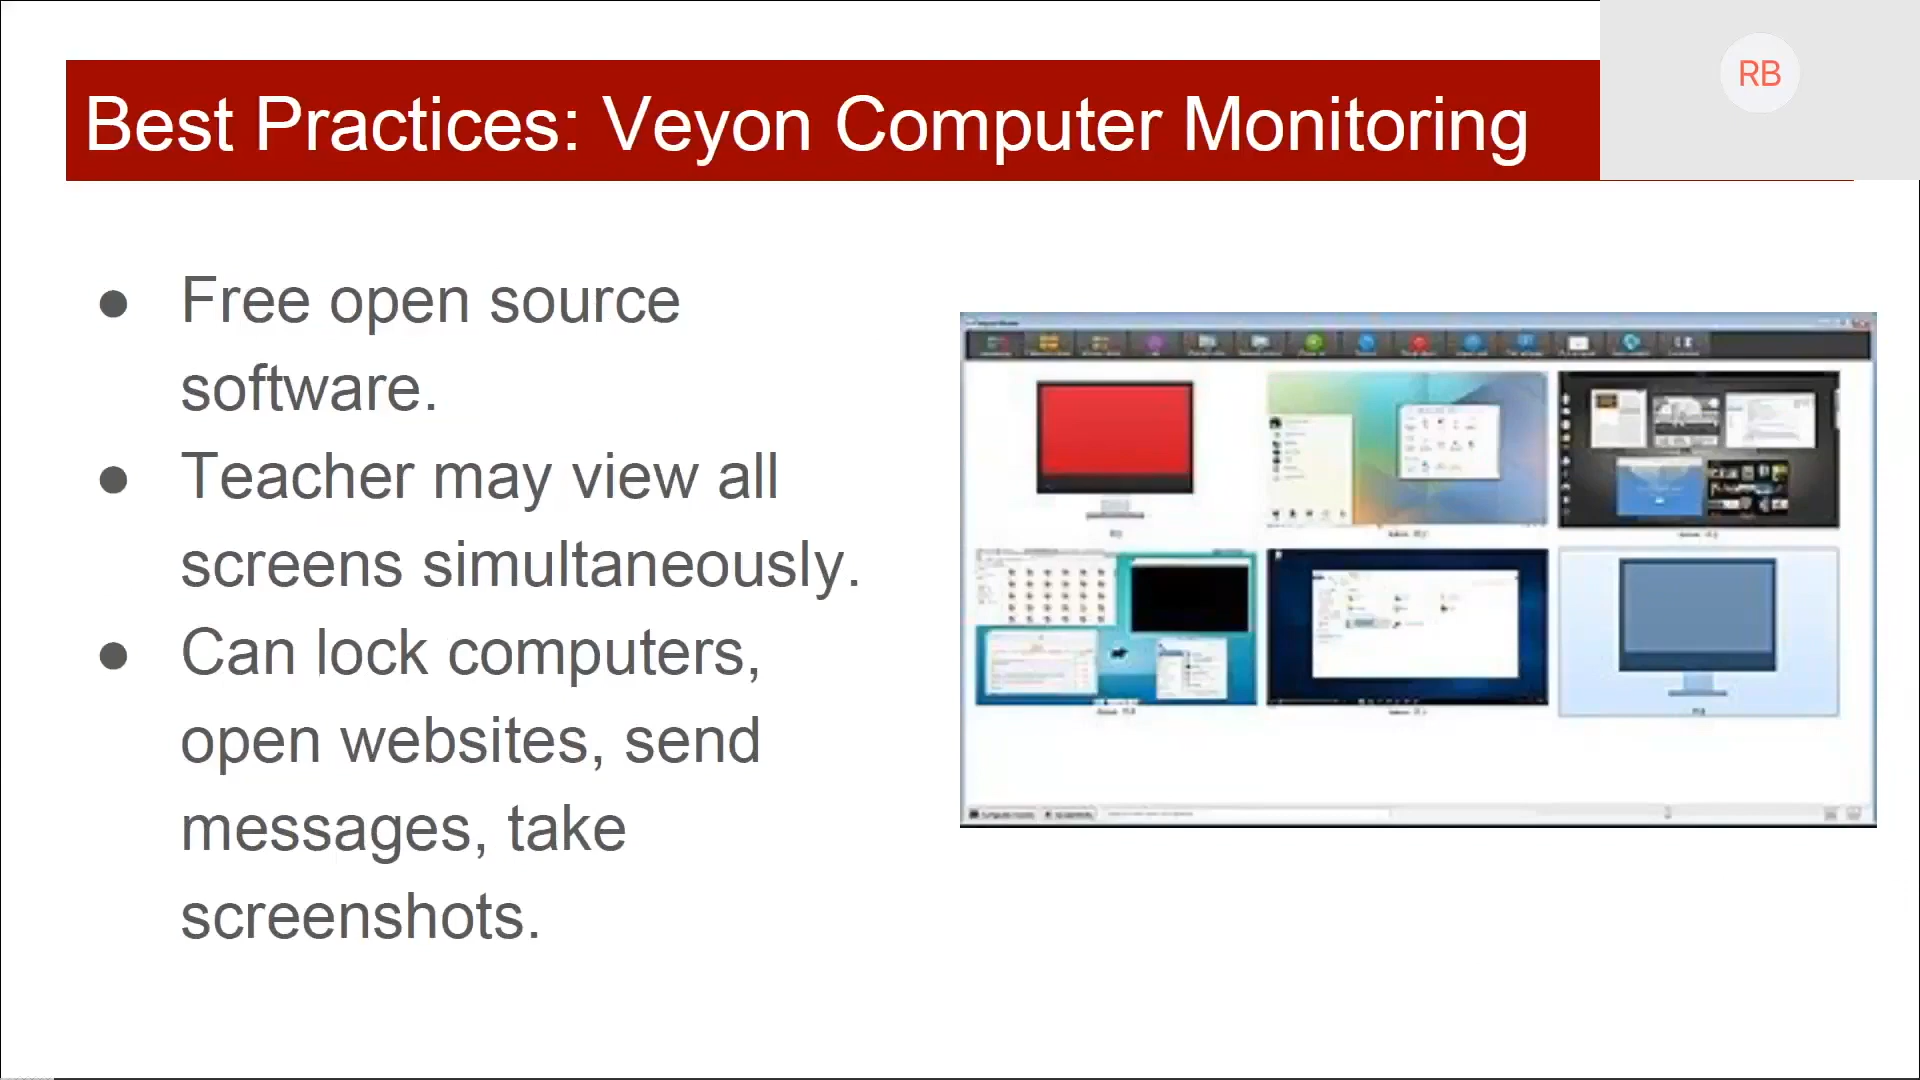 Best Practices: Veyon Computer Monitoring
RB
● Free open source
software.
● Teacher may view all
screens simultaneously.
● Can lock computers,
open websites, send
messages, take
screenshots.